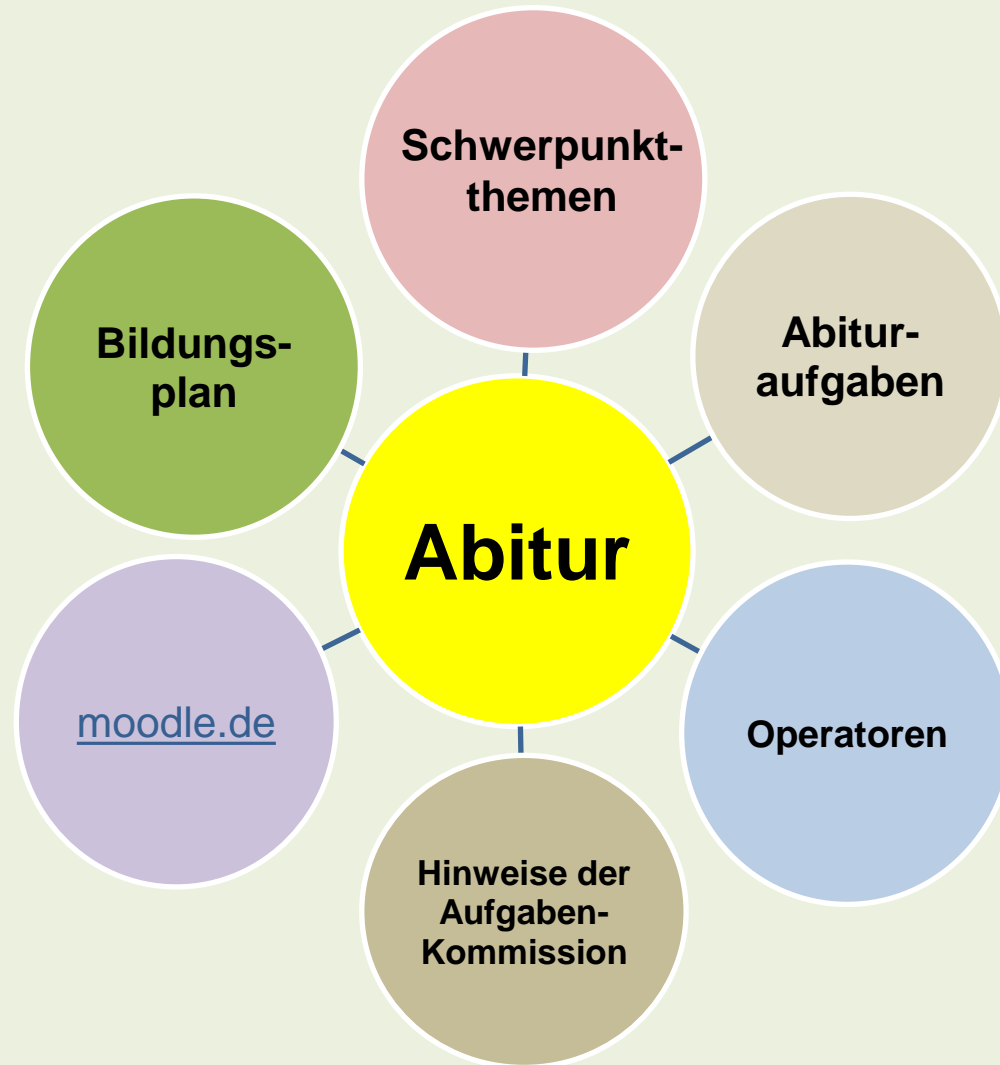 Schwerpunkt-
themen
Bildungs-
plan
Abitur-
aufgaben
Abitur
moodle.de
Operatoren
Hinweise der
Aufgaben-
Kommission